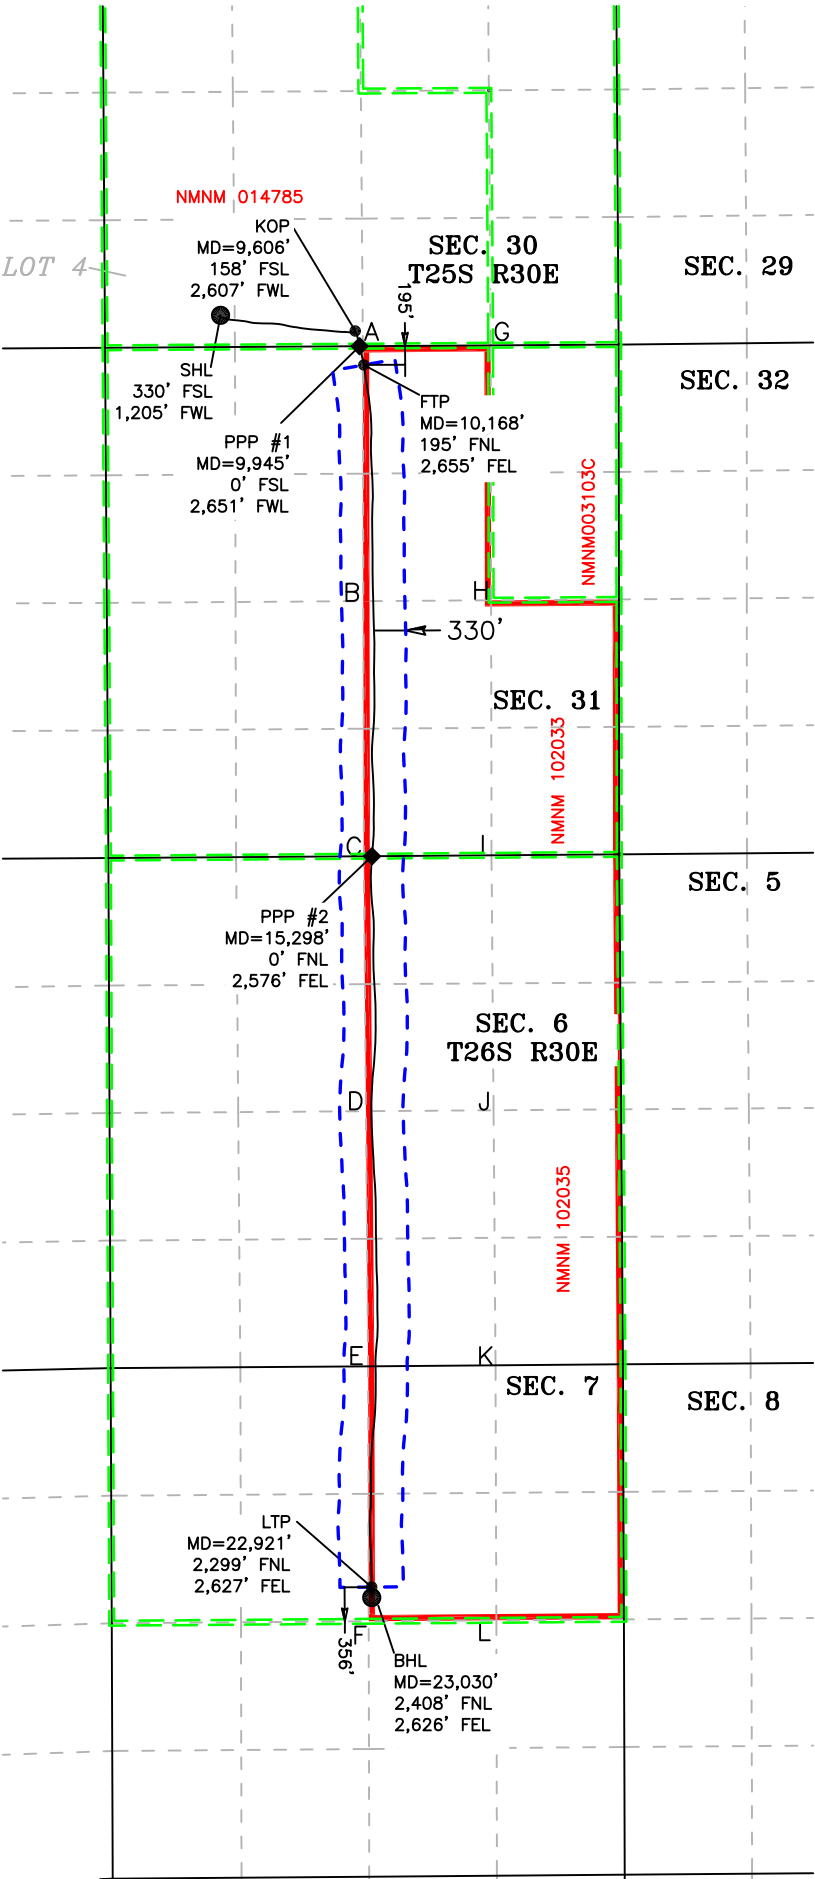 NMNM 014785
KOP
MD=9,606'
158' FSL
2,607' FWL
SEC. 30
T25S R30E
SEC. 29
LOT 4
195'
A
G
SHL
330' FSL
1,205' FWL
SEC. 32
FTP
MD=10,168'
195' FNL
2,655' FEL
PPP #1
MD=9,945'
0' FSL
2,651' FWL
NMNM003103C
B
H
330'
SEC. 31
NMNM 102033
C
I
SEC. 5
PPP #2
MD=15,298'
0' FNL
2,576' FEL
SEC. 6
T26S R30E
D
J
NMNM 102035
E
K
SEC. 7
SEC. 8
LTP
MD=22,921'
2,299' FNL
2,627' FEL
F
L
356'
BHL
MD=23,030'
2,408' FNL
2,626' FEL